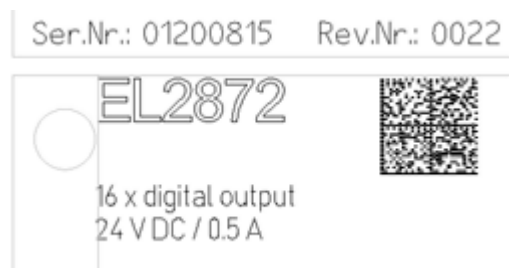 Ser.Nr.: 01200815 Rev.Nr.: 0022
EL2872
16 x digital output
24 V DC / 0.5 A